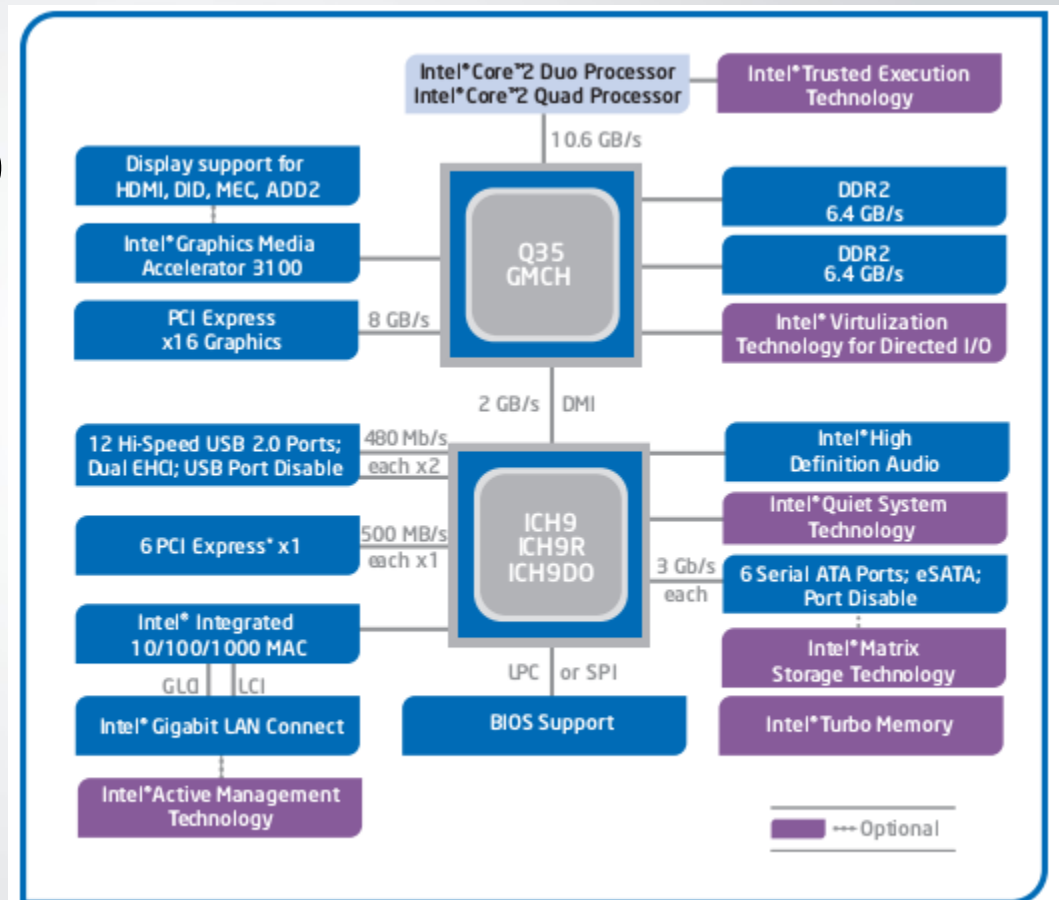 Intel®Core™2 Duo Processor
Intel®Core™2 Quad Processor
Intel®Trusted Execution
Technology
10.6 GB/s
Display support for
HDMI, DID, MEC, ADD2
Intel®Graphics Media
Accelerator 3100
PCI Express
x16 Graphics
8 GB/s
Q35
GMCH
DDR2
6.4 GB/s
DDR2
6.4 GB/s
Intel® Virtulization
Technology for Directed I/O
2 GB/s DMI
12 Hi-Speed USB 2.0 Ports;
Dual EHCI; USB Port Disable
480 Mb/s
each x2
6 PCI Express* x1
500 MB/s
each x1
Intel® Integrated
10/100/1000 MAC
GLCI LCI
Intel® Gigabit LAN Connect
Intel®Active Management
Technology
ICH9
ICH9R
ICH9DO
Intel®High
Definition Audio
Intel®Quiet System
Technology
3 Gb/s
each
6 Serial ATA Ports; eSATA;
Port Disable
Intel®Matrix
Storage Technology
Intel®Turbo Memory
LPC or SPI
BIOS Support
Optional